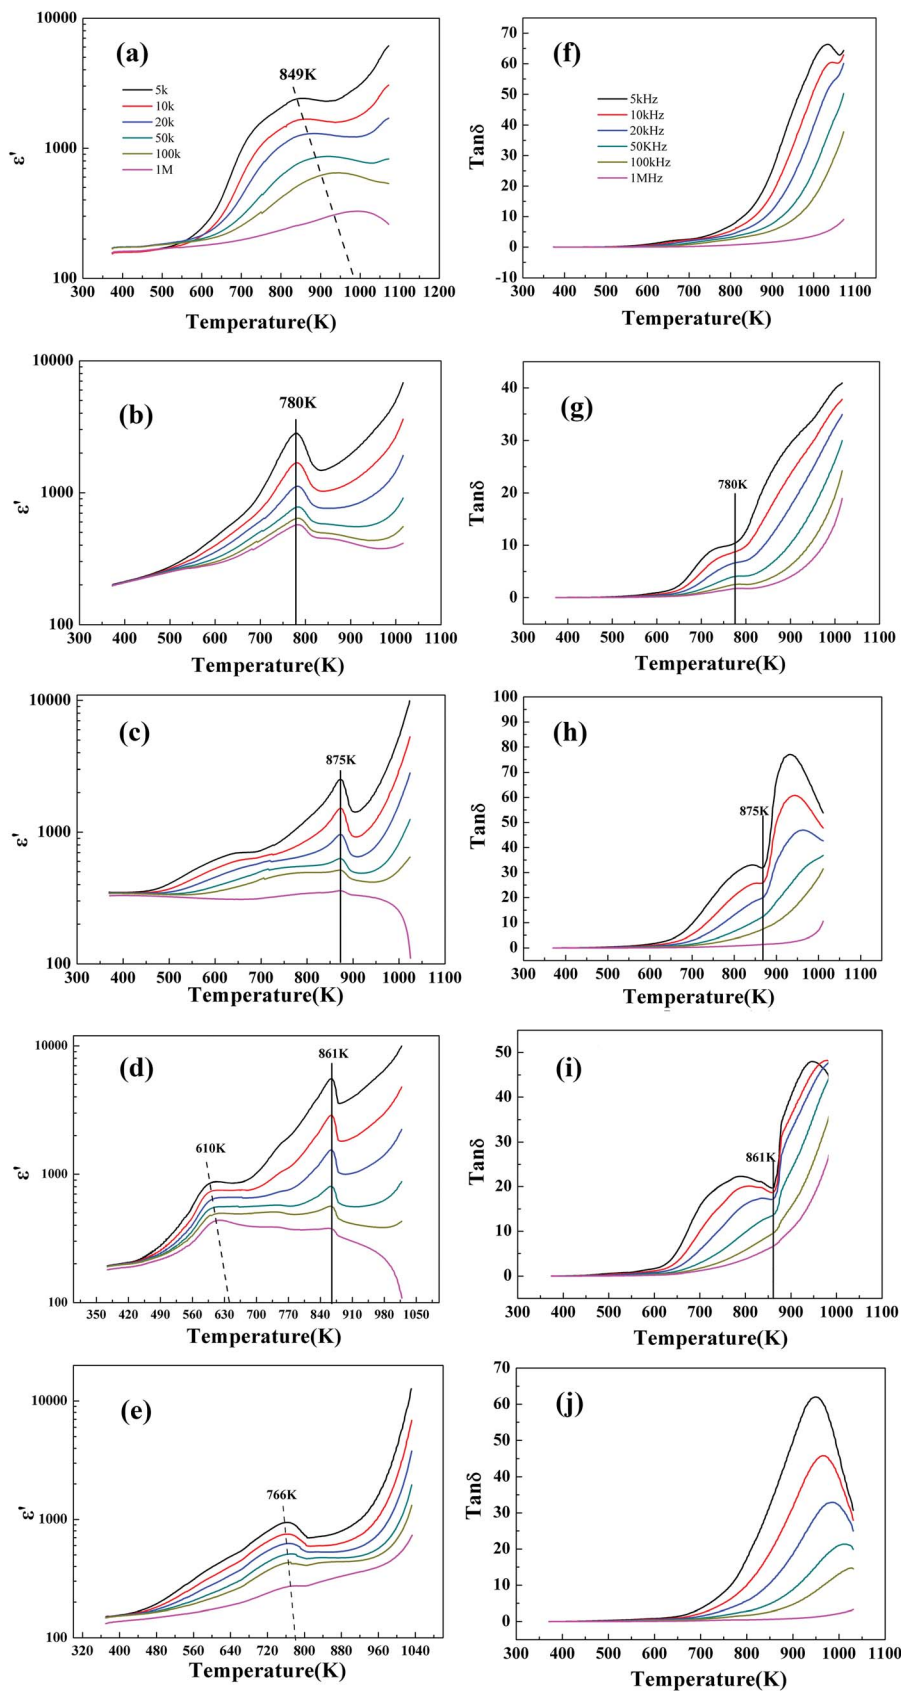 (a)
849K
5k
10k
20k
50k
100k
1M
10000
1000
100
ε'
300 400 500 600 700 800 900 1000 1100 1200
Temperature(K)
(f)
5kHz
10kHz
20kHz
50KHz
100kHz
1MHz
70
60
50
40
30
20
10
0
-10
Tanδ
300 400 500 600 700 800 900 1000 1100
Temperature(K)
(b)
780K
10000
1000
100
ε'
300 400 500 600 700 800 900 1000 1100
Temperature(K)
(g)
780K
40
30
20
10
0
Tanδ
300 400 500 600 700 800 900 1000 1100
Temperature(K)
(c)
875K
10000
1000
100
ε'
300 400 500 600 700 800 900 1000 1100
Temperature(K)
(h)
875K
100
90
80
70
60
50
40
30
20
10
0
Tanδ
300 400 500 600 700 800 900 1000 1100
Temperature(K)
(d)
861K
610K
10000
1000
100
ε'
350 420 490 560 630 700 770 840 910 980 1050
Temperature(K)
(i)
861K
50
40
30
20
10
0
Tanδ
300 400 500 600 700 800 900 1000 1100
Temperature(K)
(e)
766K
10000
1000
100
ε'
320 400 480 560 640 720 800 880 960 1040
Temperature(K)
(j)
70
60
50
40
30
20
10
0
Tanδ
300 400 500 600 700 800 900 1000 1100
Temperature(K)